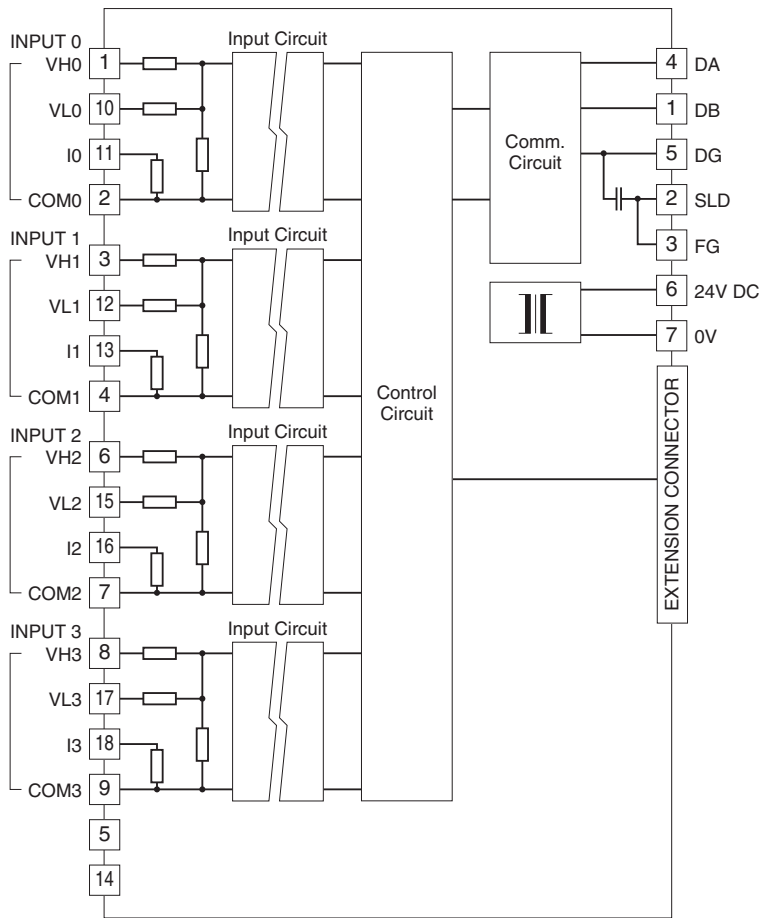 INPUT 0
VH0 1
VL0 10
I0 11
COM0 2
Input Circuit
INPUT 1
VH1 3
VL1 12
I1 13
COM1 4
Input Circuit
INPUT 2
VH2 6
VL2 15
I2 16
COM2 7
Input Circuit
INPUT 3
VH3 8
VL3 17
I3 18
COM3 9
Input Circuit
5
14
Control
Circuit
Comm.
Circuit
4 DA
1 DB
5 DG
2 SLD
3 FG
6 24V DC
7 0V
EXTENSION CONNECTOR